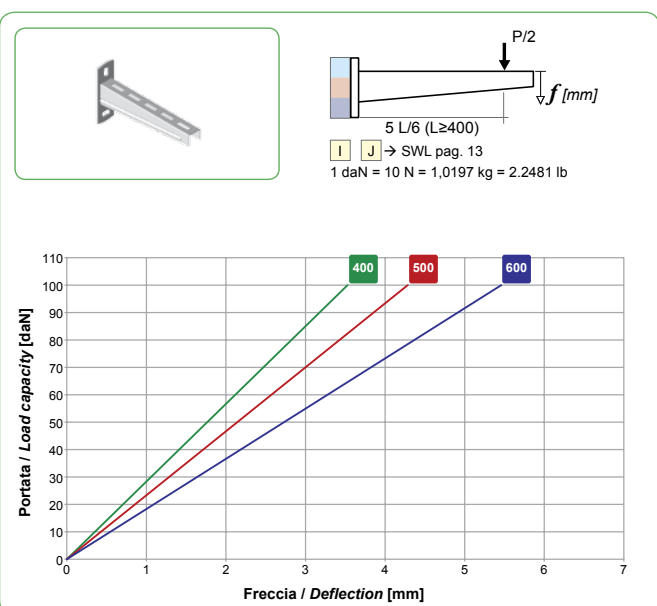 P/2
f [mm]
5 L/6 (L≥400)
I J → SWL pag. 13
1 daN = 10 N = 1,0197 kg = 2.2481 lb
Portata / Load capacity [daN]
110
100
90
80
70
60
50
40
30
20
10
0
400 500 600
0 1 2 3 4 5 6 7
Freccia / Deflection [mm]